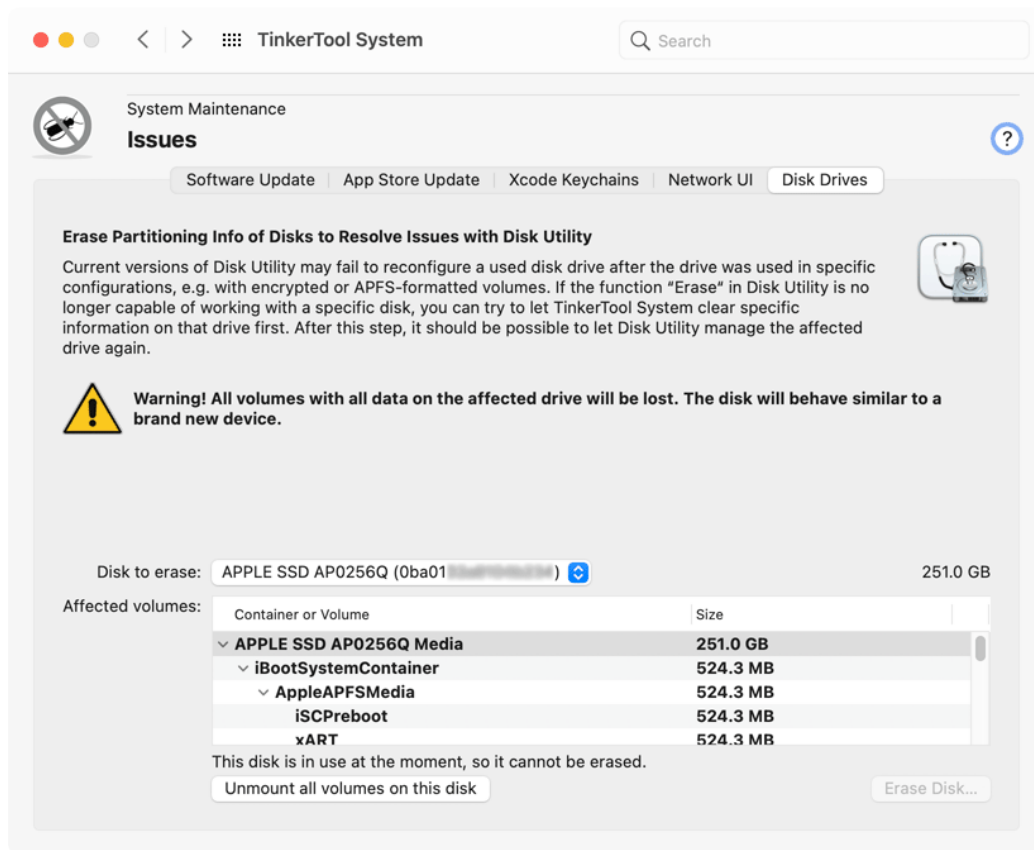 TinkerTool System
Search
System Maintenance
Issues
?
Software Update
App Store Update
Xcode Keychains
Network UI
Disk Drives
Erase Partitioning Info of Disks to Resolve Issues with Disk Utility
Current versions of Disk Utility may fail to reconfigure a used disk drive after the drive was used in specific
configurations, e.g. with encrypted or APFS-formatted volumes. If the function “Erase“ in Disk Utility is no
longer capable of working with a specific disk, you can try to let TinkerTool System clear specific
information on that drive first. After this step, it should be possible to let Disk Utility manage the affected
drive again.
Warning! All volumes with all data on the affected drive will be lost. The disk will behave similar to a
brand new device.
Disk to erase: APPLE SSD AP0256Q (0ba01 ) 251.0 GB
Affected volumes:
Container or Volume Size
APPLE SSD AP0256Q Media 251.0 GB
iBootSystemContainer 524.3 MB
AppleAPFSMedia 524.3 MB
iSCPreboot 524.3 MB
xART 524.3 MB
This disk is in use at the moment, so it cannot be erased.
Unmount all volumes on this disk
Erase Disk...